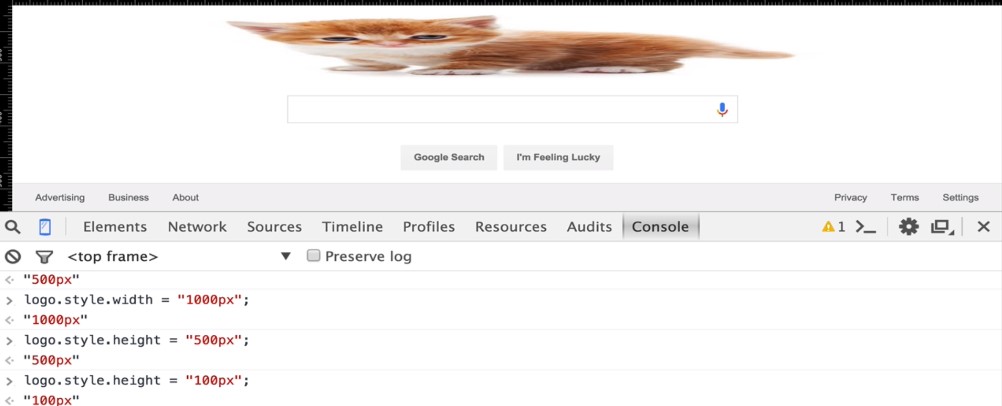 Google Search I'm Feeling Lucky
Advertising Business About Privacy Terms Settings
Elements Network Sources Timeline Profiles Resources Audits Console 1
<top frame> Preserve log
"500px"
logo.style.width = "1000px";
"1000px"
logo.style.height = "500px";
"500px"
logo.style.height = "100px";
"100px"